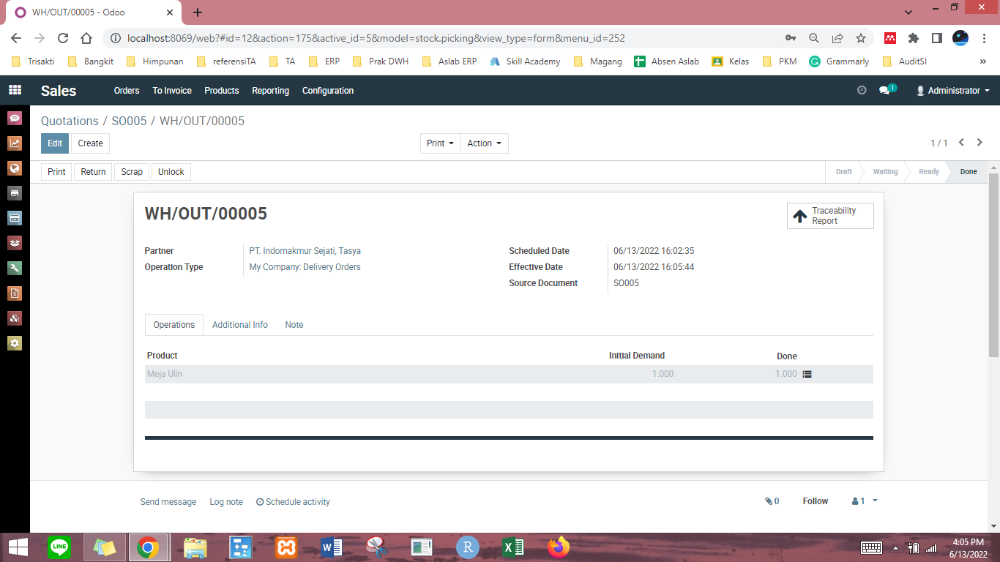 WH/OUT/00005 - Odoo
localhost:8069/web?#id=12&action=175&active_id=5&model=stock.picking&view_type=form&menu_id=252
Trisakti Bangkit Himpunan referensiTA TA ERP Prak DWH Aslab ERP Skill Academy Magang Absen Aslab Kelas PKM Grammarly AuditSI »
Sales Orders To Invoice Products Reporting Configuration 1 Administrator
Quotations / SO005 / WH/OUT/00005
Edit Create Print Action 1 / 1
Print Return Scrap Unlock Draft Waiting Ready Done
WH/OUT/00005
Traceability
Report
Partner PT. Indomakmur Sejati, Tasya Scheduled Date 06/13/2022 16:02:35
Operation Type My Company: Delivery Orders Effective Date 06/13/2022 16:05:44
Source Document SO005
Operations Additional Info Note
Product Initial Demand Done
Meja Ulin 1.000 1.000
Send message Log note Schedule activity 0 Follow 1
LINE
4:05 PM
6/13/2022